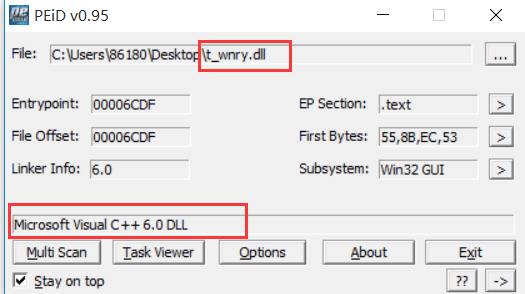 PEiD v0.95
File: C:\Users\86180\Desktop\t_wnry.dll ...
Entrypoint: 00006CDF EP Section: .text >
File Offset: 00006CDF First Bytes: 55,8B,EC,53 >
Linker Info: 6.0 Subsystem: Win32 GUI >
Microsoft Visual C++ 6.0 DLL
Multi Scan Task Viewer Options About Exit
Stay on top ?? ->